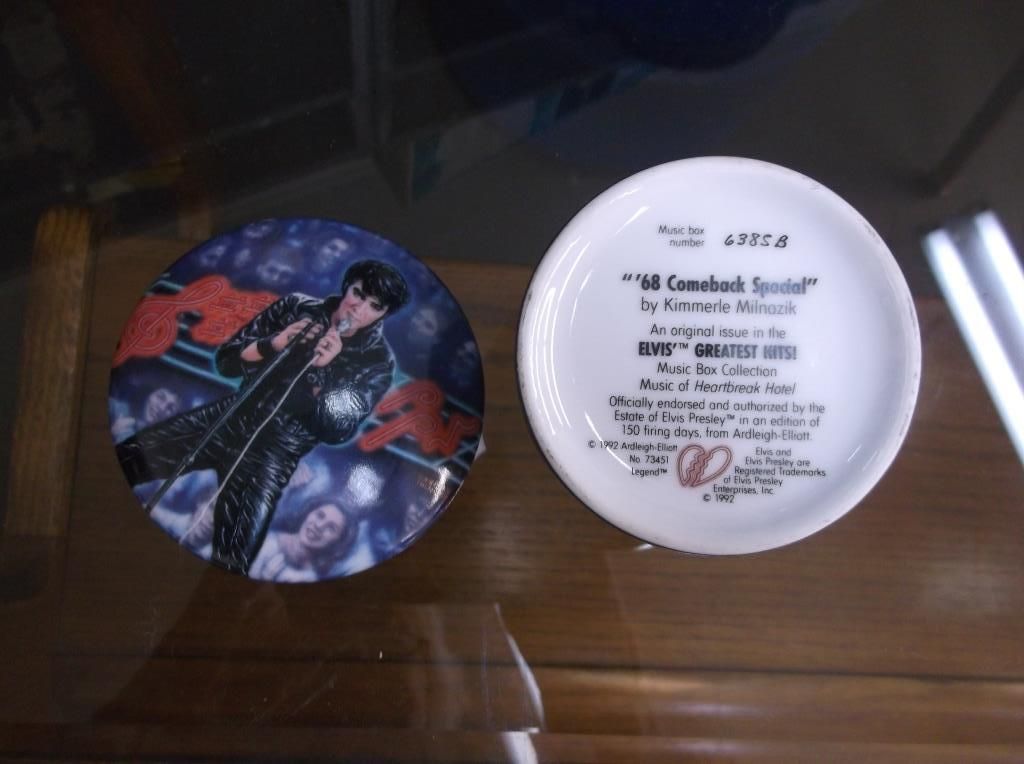 Music box
number 6385B
"'68 Comeback Special"
by Kimmerle Milnazik
An original issue in the
ELVIS'™ GREATEST HITS!
Music Box Collection
Music of Heartbreak Hotel
Officially endorsed and authorized by the
Estate of Elvis Presley™ in an edition of
150 firing days, from Ardleigh-Elliott.
© 1992 Ardleigh-Elliott
No. 73451
Legend™
Elvis and
Elvis Presley are
Registered Trademarks
of Elvis Presley
Enterprises, Inc.
© 1992